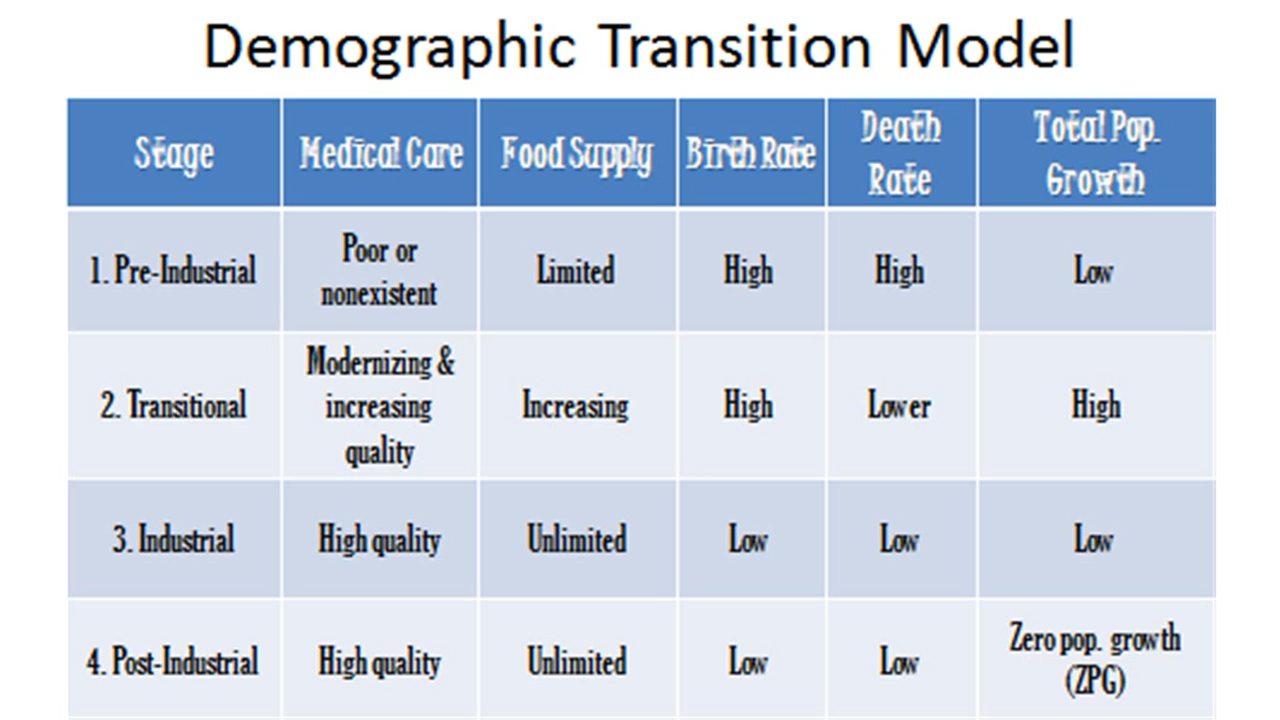 Demographic Transition Model
Stage
Medical Care
Food Supply
Birth Rate
Death
Rate
Total Pop.
Growth
1. Pre-Industrial
Poor or
nonexistent
Limited
High
High
Low
2. Transitional
Modernizing &
increasing
quality
Increasing
High
Lower
High
3. Industrial
High quality
Unlimited
Low
Low
Low
4. Post-Industrial
High quality
Unlimited
Low
Low
Zero pop. growth
(ZPG)